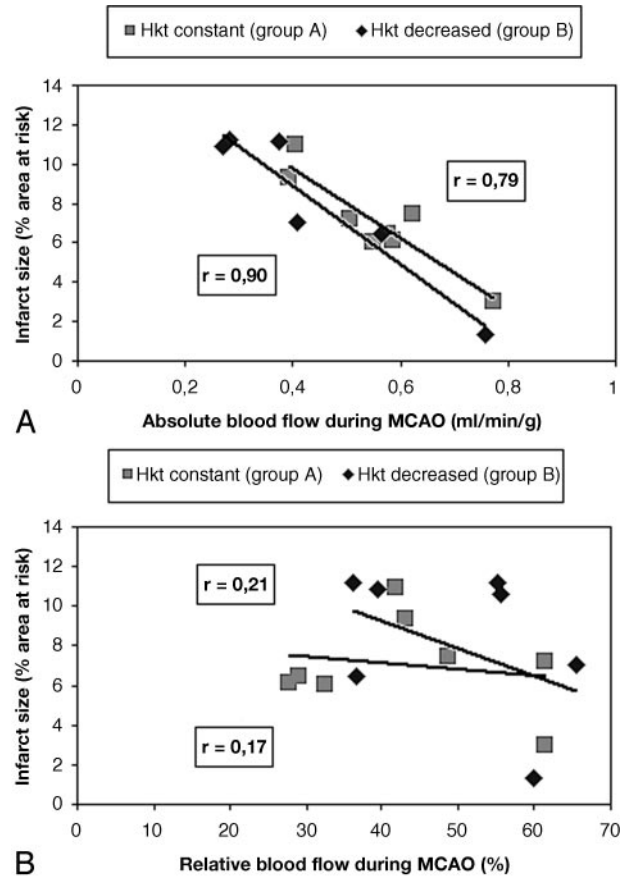 Hkt constant (group A) Hkt decreased (group B)
14
12
10
8
6
4
2
0
Infarct size (% area at risk)
r = 0,79
r = 0,90
0 0,2 0,4 0,6 0,8 1
Absolute blood flow during MCAO (ml/min/g)
A
Hkt constant (group A) Hkt decreased (group B)
14
12
10
8
6
4
2
0
Infarct size (% area at risk)
r = 0,21
r = 0,17
0 10 20 30 40 50 60 70
Relative blood flow during MCAO (%)
B